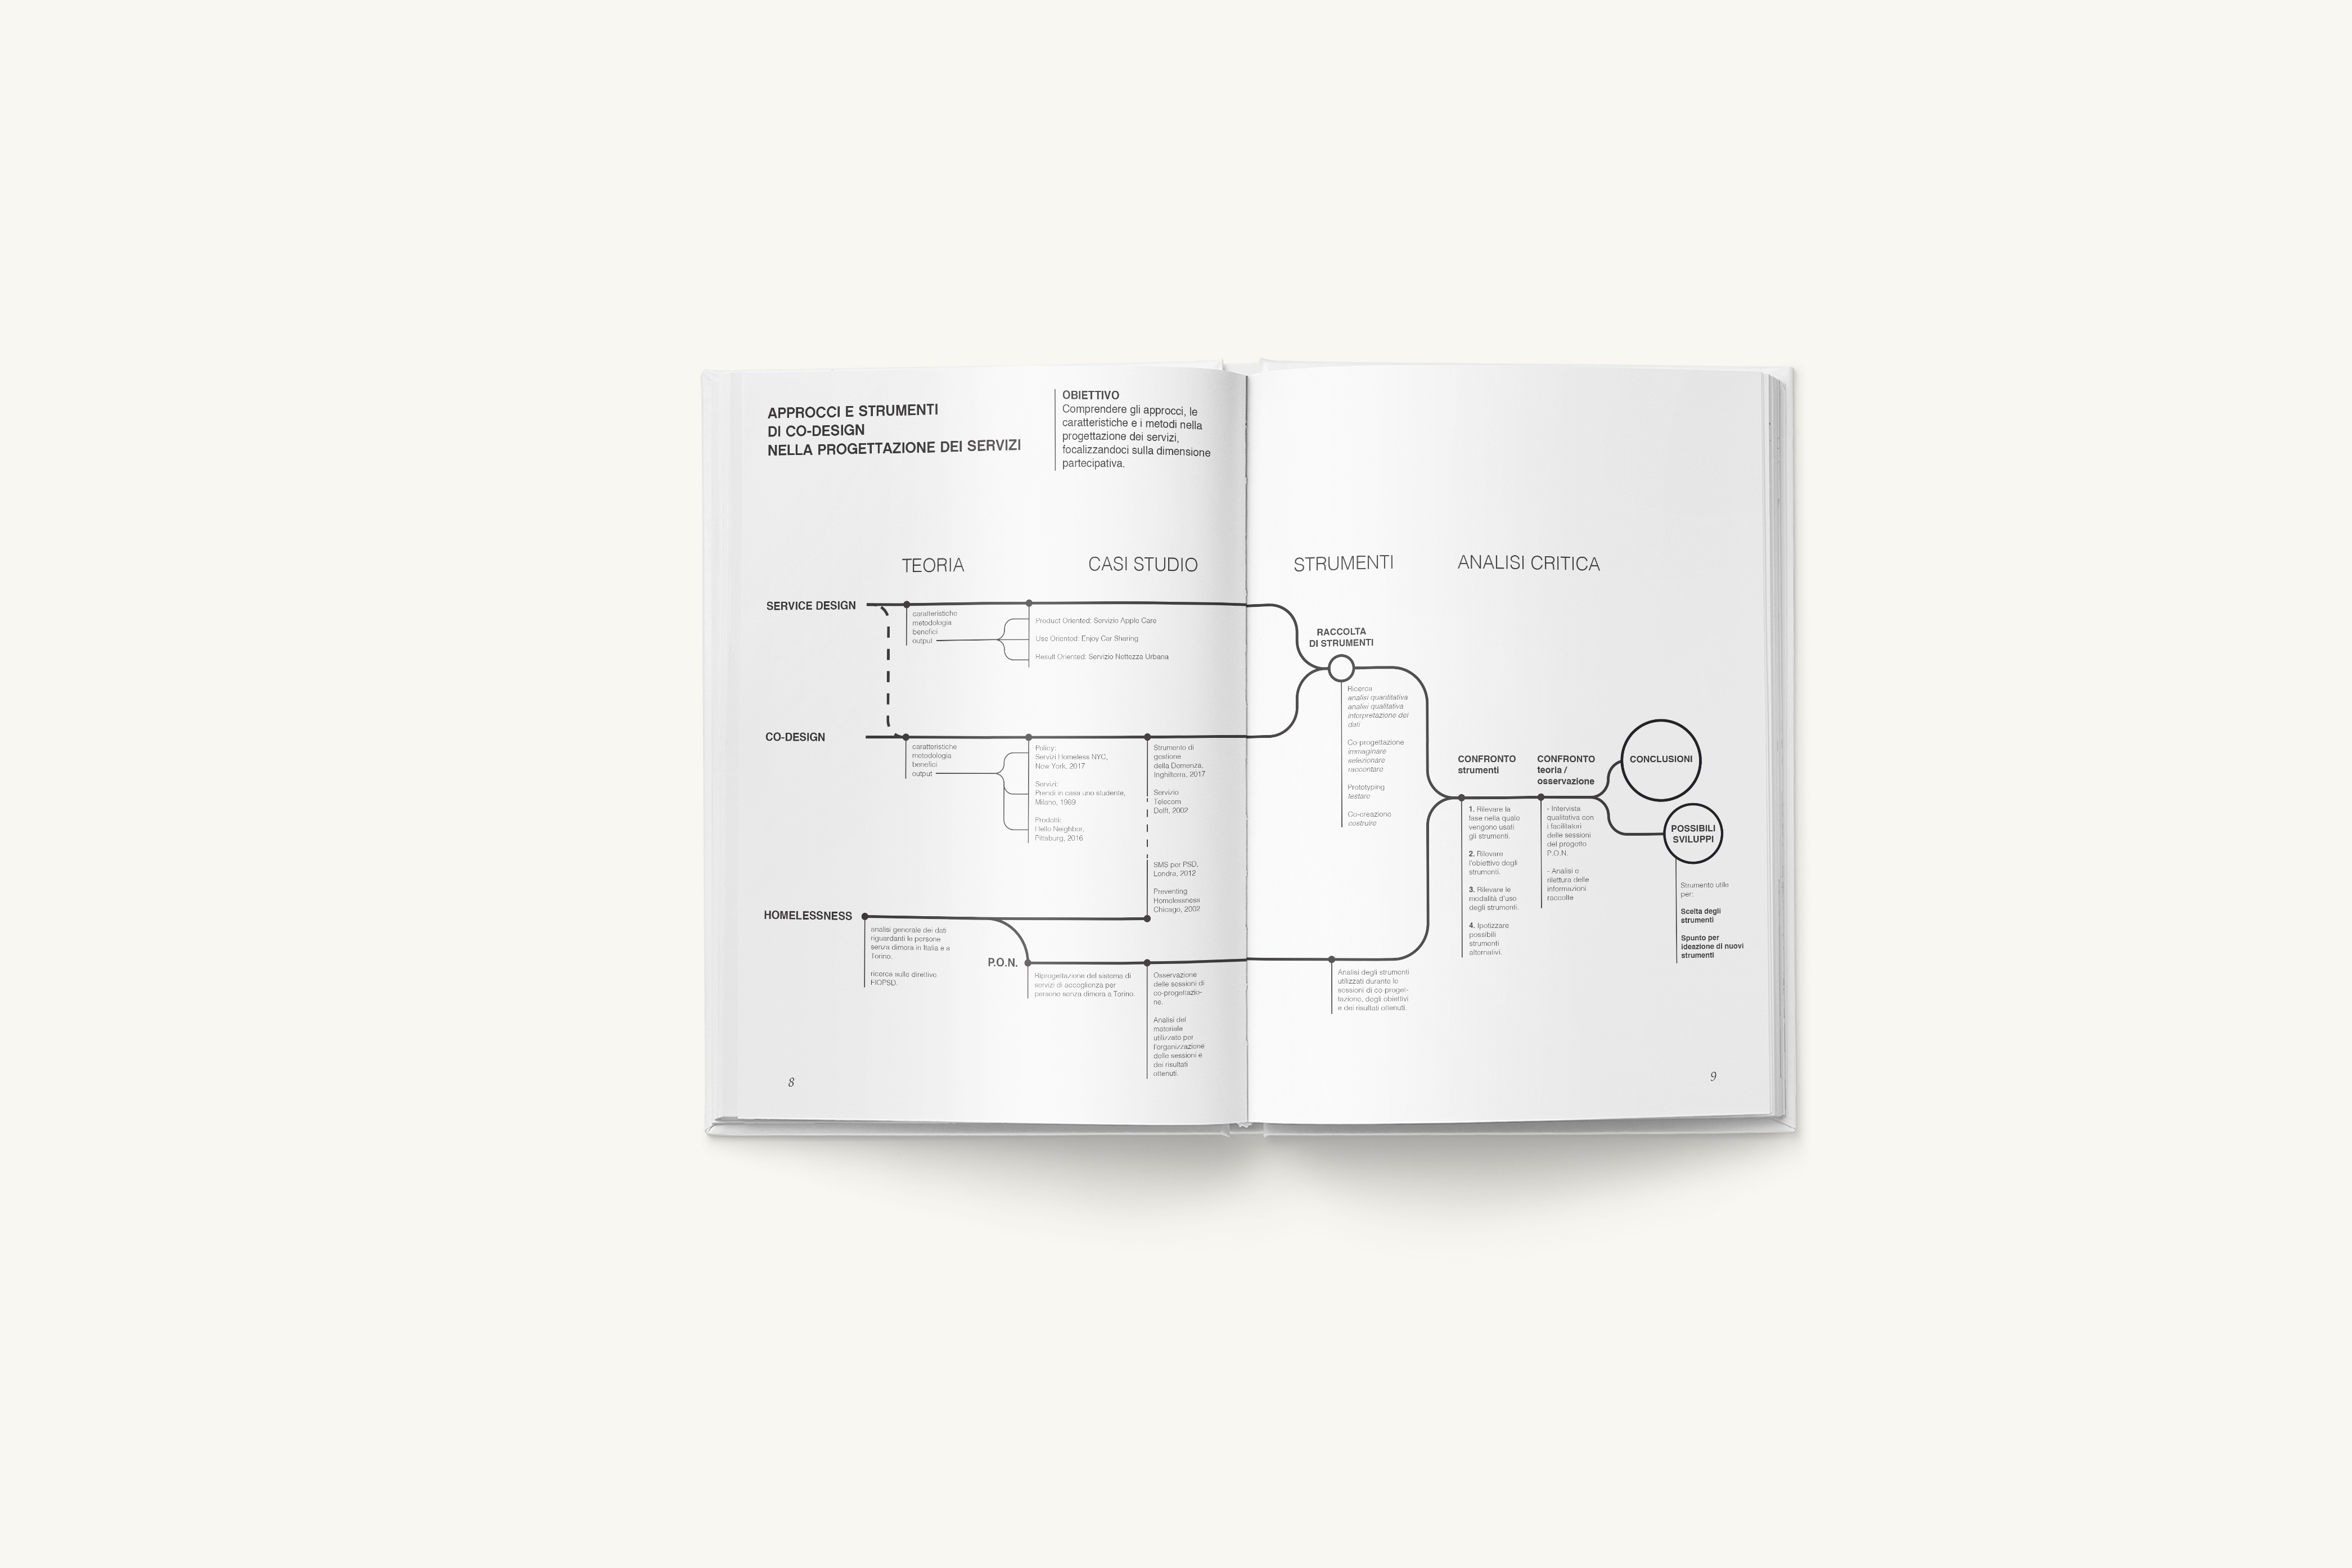 APPROCCI E STRUMENTI
DI CO-DESIGN
NELLA PROGETTAZIONE DEI SERVIZI
OBIETTIVO
Comprendere gli approcci, le
caratteristiche e i metodi nella
progettazione dei servizi,
focalizzandoci sulla dimensione
partecipativa.
TEORIA
CASI STUDIO
STRUMENTI
ANALISI CRITICA
SERVICE DESIGN
caratteristiche
metodologia
benefici
output
Product Oriented: Servizio Apple Care
Use Oriented: Enjoy Car Sharing
Result Oriented: Servizio Nettezza Urbana
CO-DESIGN
caratteristiche
metodologia
benefici
output
Policy:
Servizi Homeless NYC,
New York, 2017
Servizi:
Prendi in casa uno studente,
Milano, 1969
Prodotti:
Hello Neighbor,
Pittsburg, 2016
Strumento di
gestione
della Demenza,
Inghilterra, 2017
Servizio
Telecom
Delft, 2002
SMS per PSD,
Londra, 2012
Preventing
Homelessness
Chicago, 2002
HOMELESSNESS
analisi generale dei dati
riguardanti le persone
senza dimora in Italia e a
Torino.
ricerca sulle direttive
FIOPSD.
P.O.N.
Riprogettazione del sistema di
servizi di accoglienza per
persone senza dimora a Torino.
Osservazione
delle sessioni di
co-progettazio-
ne.
Analisi del
materiale
utilizzato per
l'organizzazione
delle sessioni e
dei risultati
ottenuti.
8
RACCOLTA
DI STRUMENTI
Ricerca
analisi quantitativa
analisi qualitativa
interpretazione dei
dati
Co-progettazione
immaginare
selezionare
raccontare
Prototyping
testare
Co-creazione
costruire
Analisi degli strumenti
utilizzati durante le
sessioni di co-proget-
tazione, degli obiettivi
e dei risultati ottenuti.
CONFRONTO
strumenti
1. Rilevare la
fase nella quale
vengono usati
gli strumenti.
2. Rilevare
l'obiettivo degli
strumenti.
3. Rilevare le
modalità d'uso
degli strumenti.
4. Ipotizzare
possibili
strumenti
alternativi.
CONFRONTO
teoria /
osservazione
- Intervista
qualitativa con
i facilitatori
delle sessioni
del progetto
P.O.N.
- Analisi e
rilettura delle
informazioni
raccolte
CONCLUSIONI
POSSIBILI
SVILUPPI
Strumento utile
per:
Scelta degli
strumenti
Spunto per
ideazione di nuovi
strumenti
9